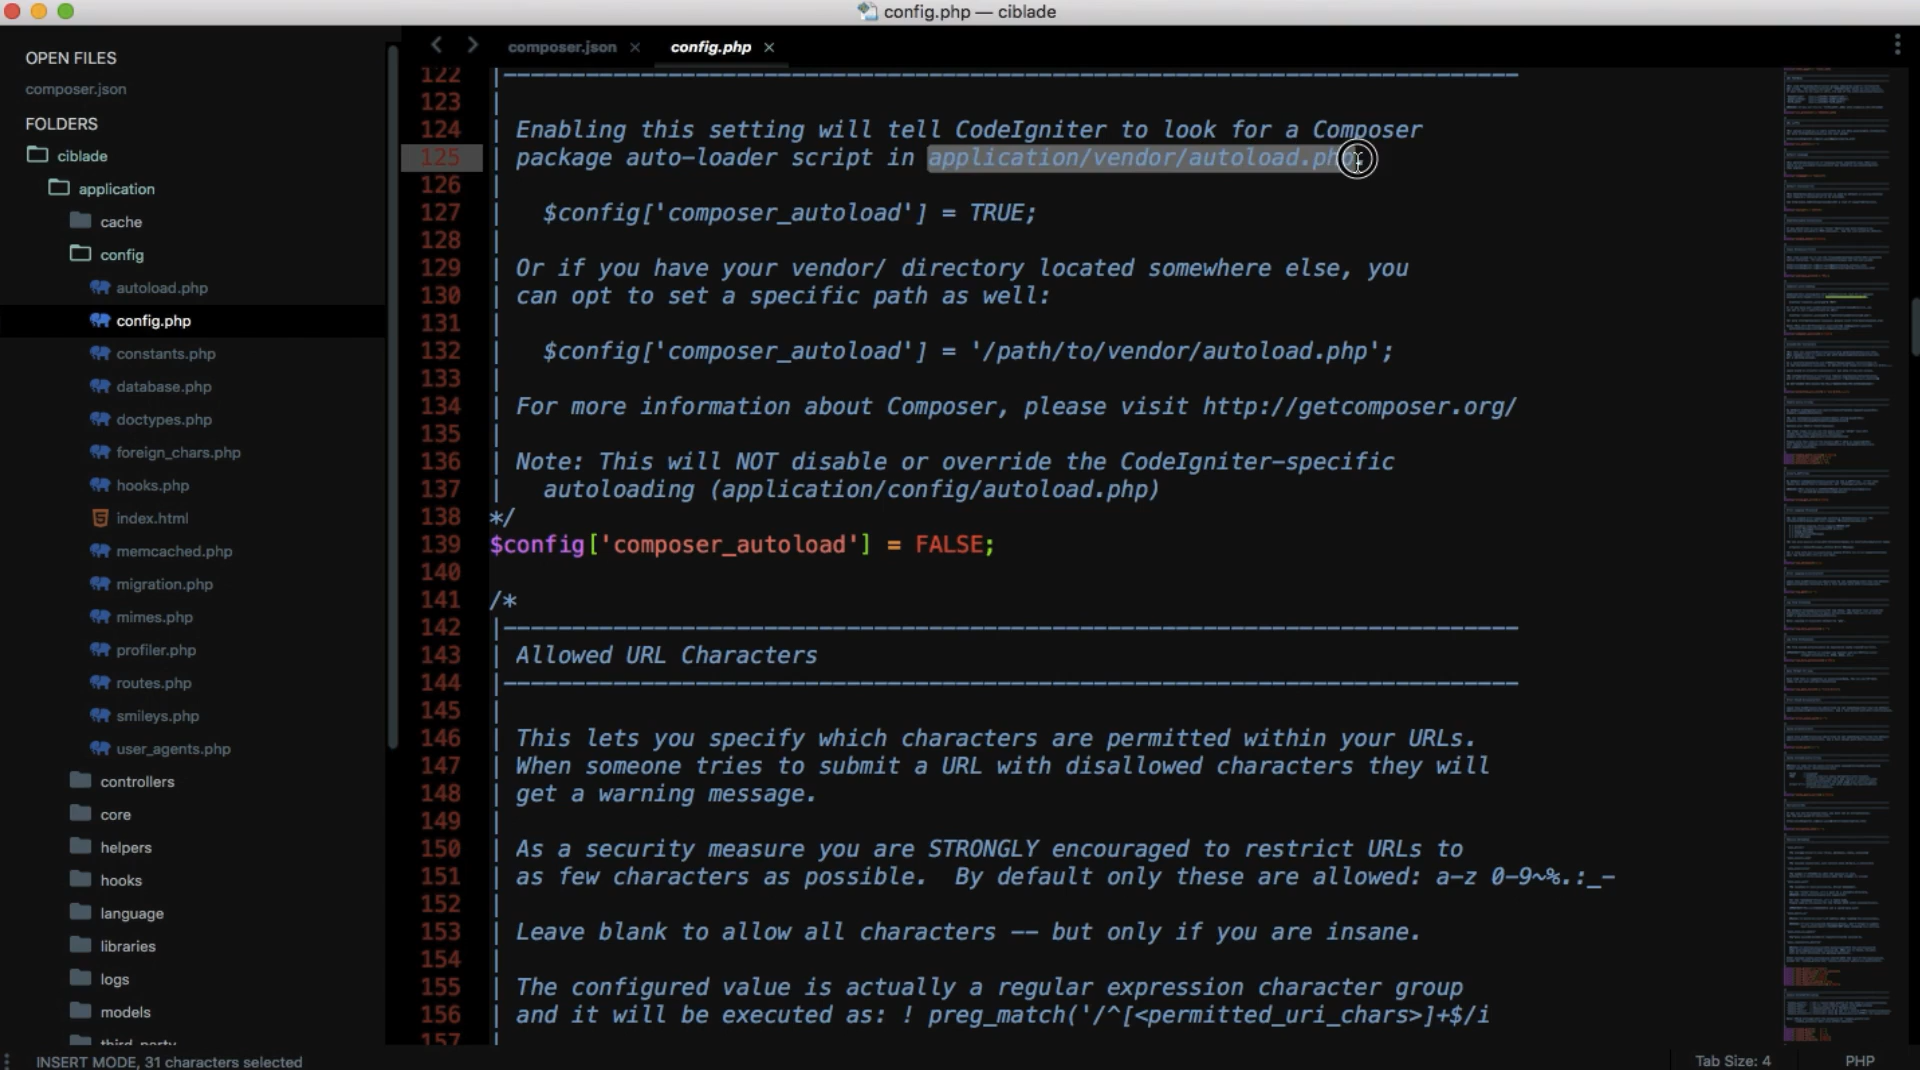 config.php — ciblade
OPEN FILES
composer.json
FOLDERS
ciblade
application
cache
config
autoload.php
config.php
constants.php
database.php
doctypes.php
foreign_chars.php
hooks.php
index.html
memcached.php
migration.php
mimes.php
profiler.php
routes.php
smileys.php
user_agents.php
controllers
core
helpers
hooks
language
libraries
logs
models
third_party
composer.json
config.php
122 |--------------------------------------------------------------------------
123 |
124 | Enabling this setting will tell CodeIgniter to look for a Composer
125 | package auto-loader script in application/vendor/autoload.php.
126 |
127 |   $config['composer_autoload'] = TRUE;
128 |
129 | Or if you have your vendor/ directory located somewhere else, you
130 | can opt to set a specific path as well:
131 |
132 |   $config['composer_autoload'] = '/path/to/vendor/autoload.php';
133 |
134 | For more information about Composer, please visit http://getcomposer.org/
135 |
136 | Note: This will NOT disable or override the CodeIgniter-specific
137 |   autoloading (application/config/autoload.php)
138 */
139 $config['composer_autoload'] = FALSE;
140
141 /*
142 |--------------------------------------------------------------------------
143 | Allowed URL Characters
144 |--------------------------------------------------------------------------
145 |
146 | This lets you specify which characters are permitted within your URLs.
147 | When someone tries to submit a URL with disallowed characters they will
148 | get a warning message.
149 |
150 | As a security measure you are STRONGLY encouraged to restrict URLs to
151 | as few characters as possible.  By default only these are allowed: a-z 0-9~%.:_-
152 |
153 | Leave blank to allow all characters -- but only if you are insane.
154 |
155 | The configured value is actually a regular expression character group
156 | and it will be executed as: ! preg_match('/^[<permitted_uri_chars>]+$/i
157 |
INSERT MODE, 31 characters selected
Tab Size: 4
PHP